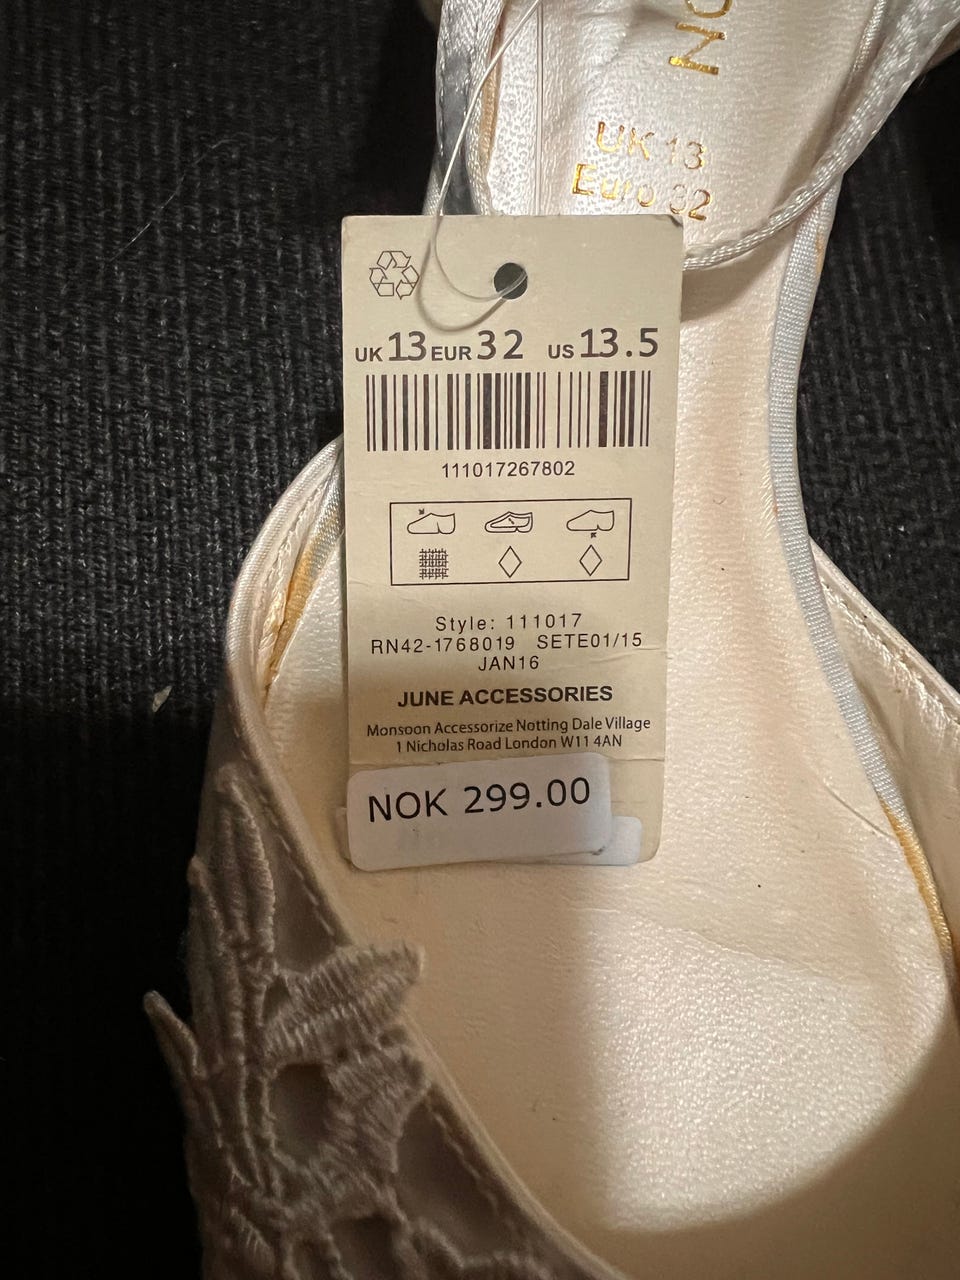 UK 13
Euro 32
UK 13 EUR 32 US 13.5
111017267802
Style: 111017
RN42-1768019 SETE01/15
JAN16
JUNE ACCESSORIES
Monsoon Accessorize Notting Dale Village
1 Nicholas Road London W11 4AN
NOK 299.00